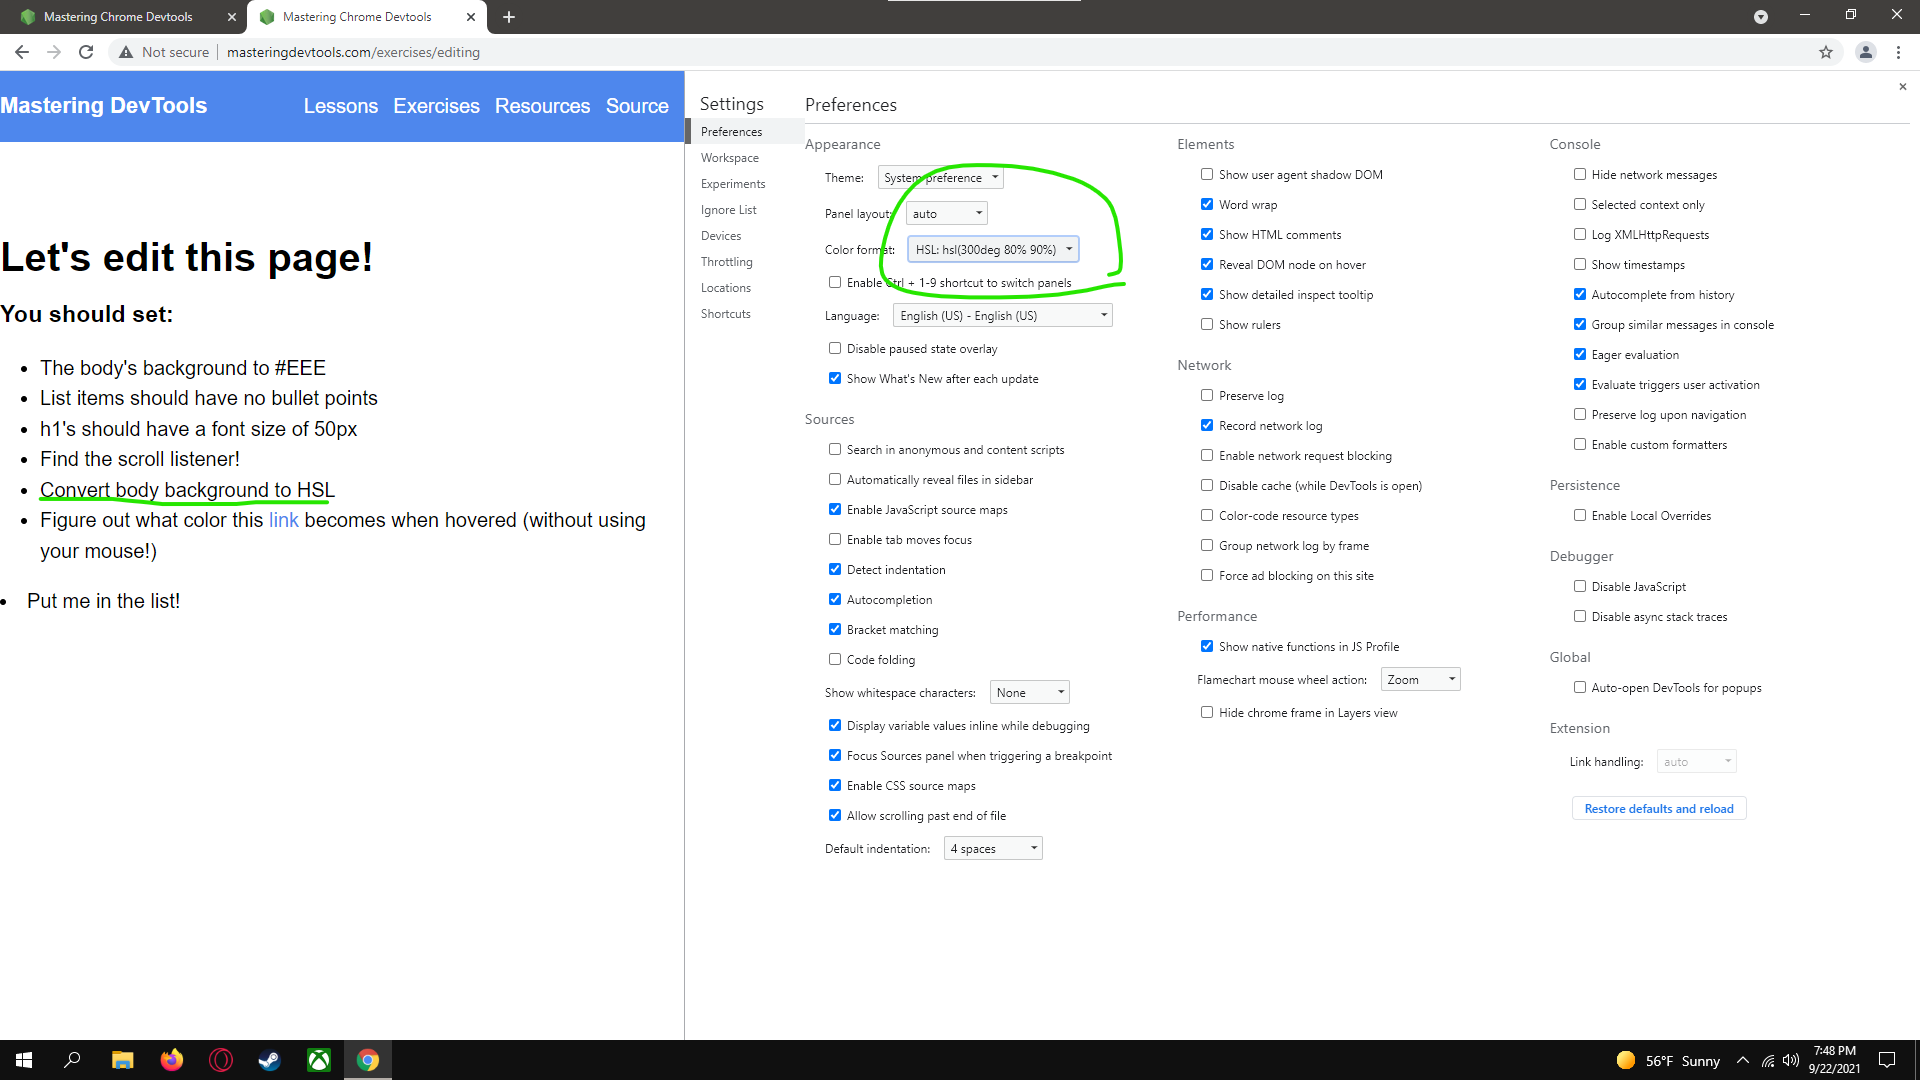 Mastering Chrome Devtools
Mastering Chrome Devtools
Not secure
masteringdevtools.com/exercises/editing
Mastering DevTools
Lessons Exercises Resources Source
Let's edit this page!
You should set:
The body's background to #EEE
List items should have no bullet points
h1's should have a font size of 50px
Find the scroll listener!
Convert body background to HSL
Figure out what color this link becomes when hovered (without using
your mouse!)
Put me in the list!
Settings
Preferences
Workspace
Experiments
Ignore List
Devices
Throttling
Locations
Shortcuts
Preferences
Appearance
Theme: System preference
Panel layout: auto
Color format: HSL: hsl(300deg 80% 90%)
Enable Ctrl + 1-9 shortcut to switch panels
Language: English (US) - English (US)
Disable paused state overlay
Show What's New after each update
Sources
Search in anonymous and content scripts
Automatically reveal files in sidebar
Enable JavaScript source maps
Enable tab moves focus
Detect indentation
Autocompletion
Bracket matching
Code folding
Show whitespace characters: None
Display variable values inline while debugging
Focus Sources panel when triggering a breakpoint
Enable CSS source maps
Allow scrolling past end of file
Default indentation: 4 spaces
Elements
Show user agent shadow DOM
Word wrap
Show HTML comments
Reveal DOM node on hover
Show detailed inspect tooltip
Show rulers
Network
Preserve log
Record network log
Enable network request blocking
Disable cache (while DevTools is open)
Color-code resource types
Group network log by frame
Force ad blocking on this site
Performance
Show native functions in JS Profile
Flamechart mouse wheel action: Zoom
Hide chrome frame in Layers view
Console
Hide network messages
Selected context only
Log XMLHttpRequests
Show timestamps
Autocomplete from history
Group similar messages in console
Eager evaluation
Evaluate triggers user activation
Preserve log upon navigation
Enable custom formatters
Persistence
Enable Local Overrides
Debugger
Disable JavaScript
Disable async stack traces
Global
Auto-open DevTools for popups
Extension
Link handling: auto
Restore defaults and reload
56°F Sunny
7:48 PM
9/22/2021